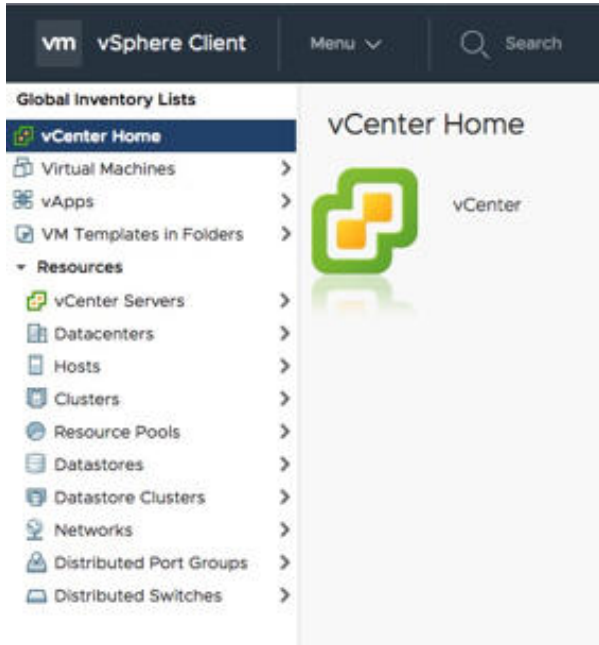 vm vSphere Client Menu Search
Global Inventory Lists
vCenter Home
Virtual Machines
vApps
VM Templates in Folders
Resources
vCenter Servers
Datacenters
Hosts
Clusters
Resource Pools
Datastores
Datastore Clusters
Networks
Distributed Port Groups
Distributed Switches
vCenter Home
vCenter